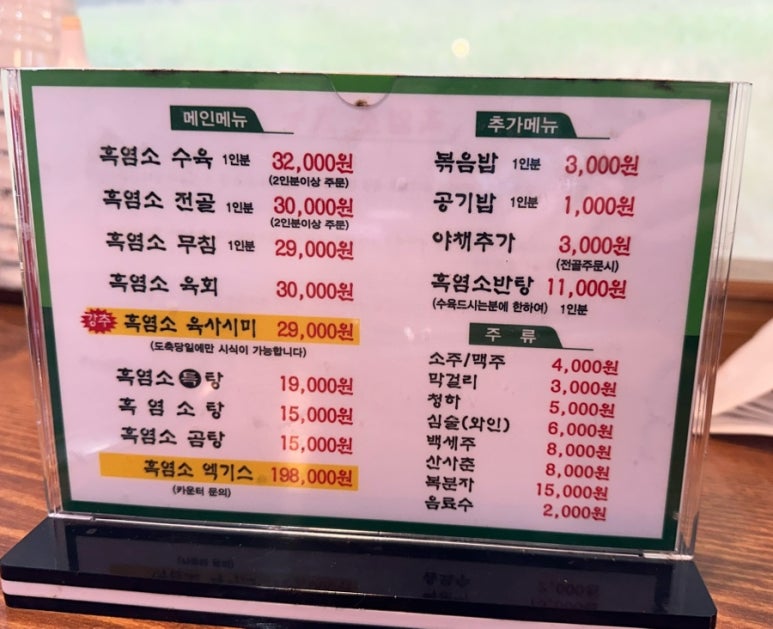 메인메뉴
흑염소 수육 1인분 32,000원
(2인분이상 주문)
흑염소 전골 1인분 30,000원
(2인분이상 주문)
흑염소 무침 1인분 29,000원
흑염소 육회 30,000원
강추 흑염소 육사시미 29,000원
(도축당일에만 시식이 가능합니다)
흑염소 특 탕 19,000원
흑 염 소 탕 15,000원
흑염소 곰탕 15,000원
흑염소 엑기스 198,000원
(카운터 문의)
추가메뉴
볶음밥 1인분 3,000원
공기밥 1인분 1,000원
야채추가 3,000원
(전골주문시)
흑염소반탕 11,000원
(수육드시는분에 한하여) 1인분
주 류
소주/맥주 4,000원
막걸리 3,000원
청하 5,000원
심술(와인) 6,000원
백세주 8,000원
산사춘 8,000원
복분자 15,000원
음료수 2,000원